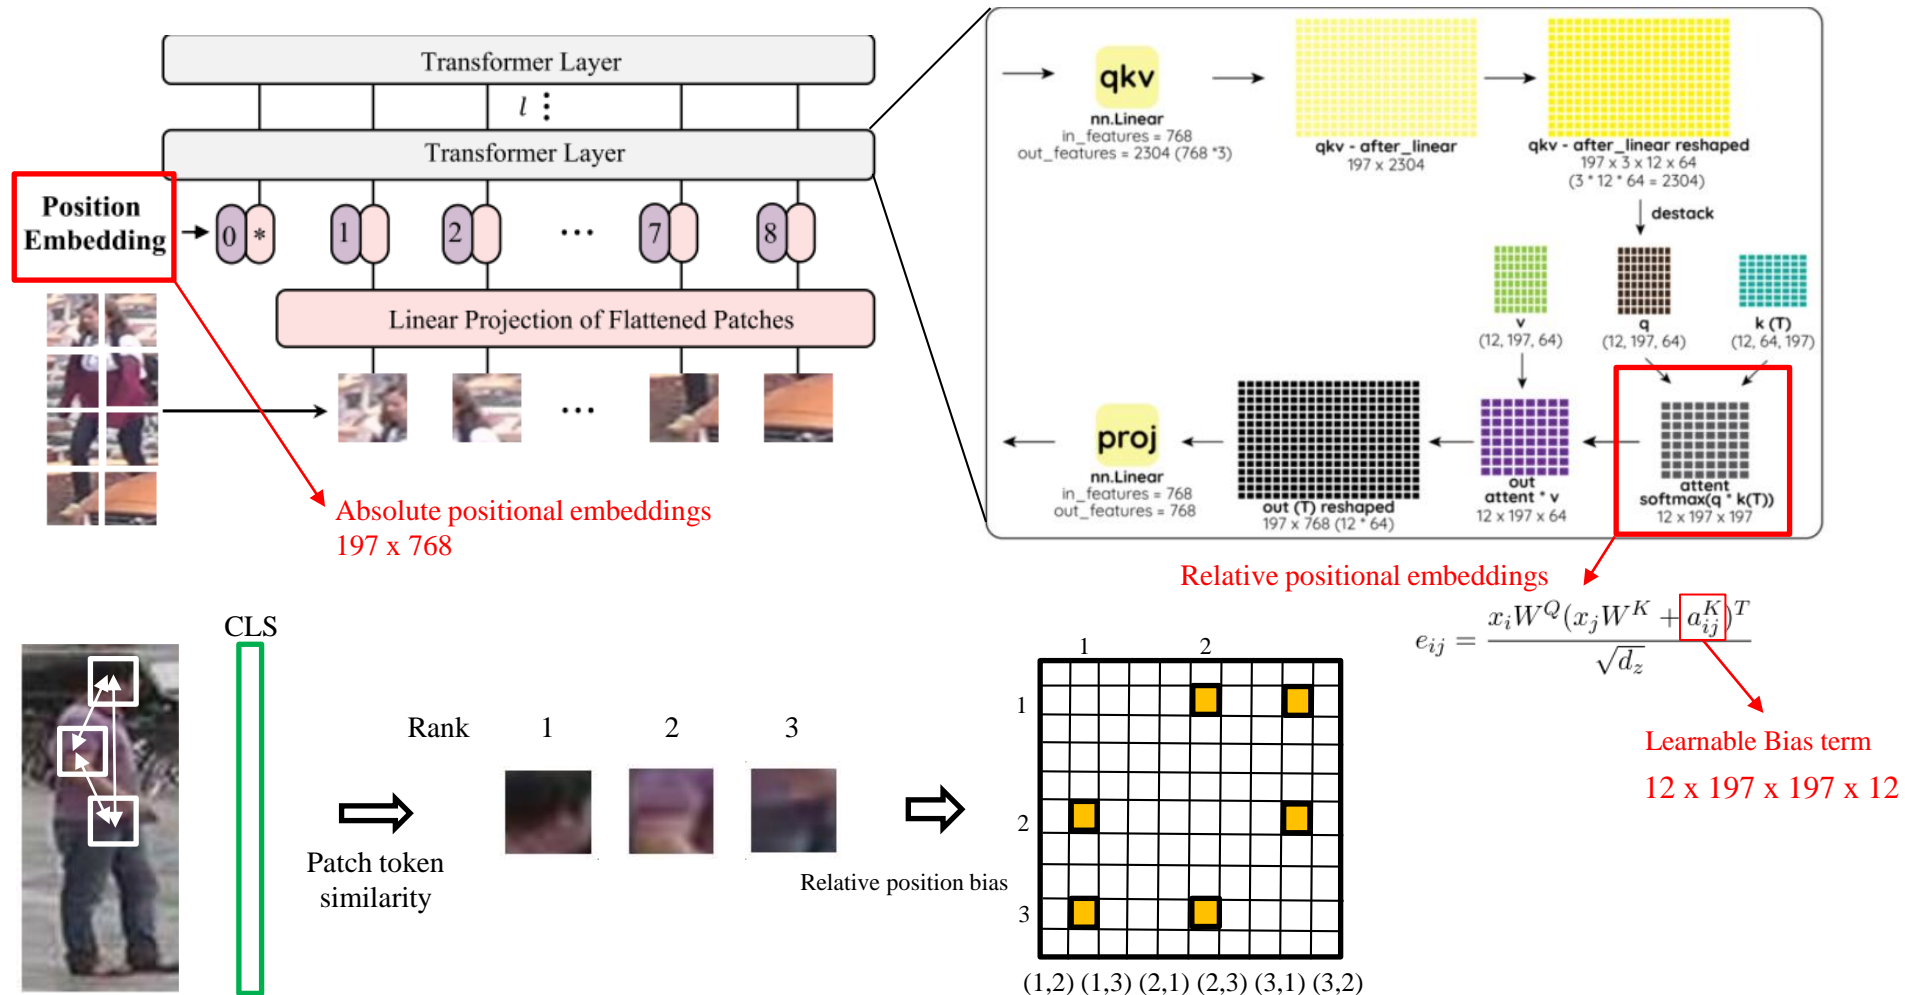 Transformer Layer
l ⋮
Transformer Layer
Position
Embedding
0 * 1 2 ... 7 8
Linear Projection of Flattened Patches
...
Absolute positional embeddings
197 x 768
qkv
nn.Linear
in_features = 768
out_features = 2304 (768 *3)
qkv - after_linear
197 x 2304
qkv - after_linear reshaped
197 x 3 x 12 x 64
(3 * 12 * 64 = 2304)
destack
v
(12, 197, 64)
q
(12, 197, 64)
k (T)
(12, 64, 197)
proj
nn.Linear
in_features = 768
out_features = 768
out (T) reshaped
197 x 768 (12 * 64)
out
attent * v
12 x 197 x 64
attent
softmax(q * k(T))
12 x 197 x 197
Relative positional embeddings
e_{ij} = \frac{x_i W^Q (x_j W^K + a_{ij}^K)^T}{\sqrt{d_z}}
Learnable Bias term
12 x 197 x 197 x 12
CLS
Patch token
similarity
Rank 1 2 3
Relative position bias
1 2
1
2
3
(1,2) (1,3) (2,1) (2,3) (3,1) (3,2)